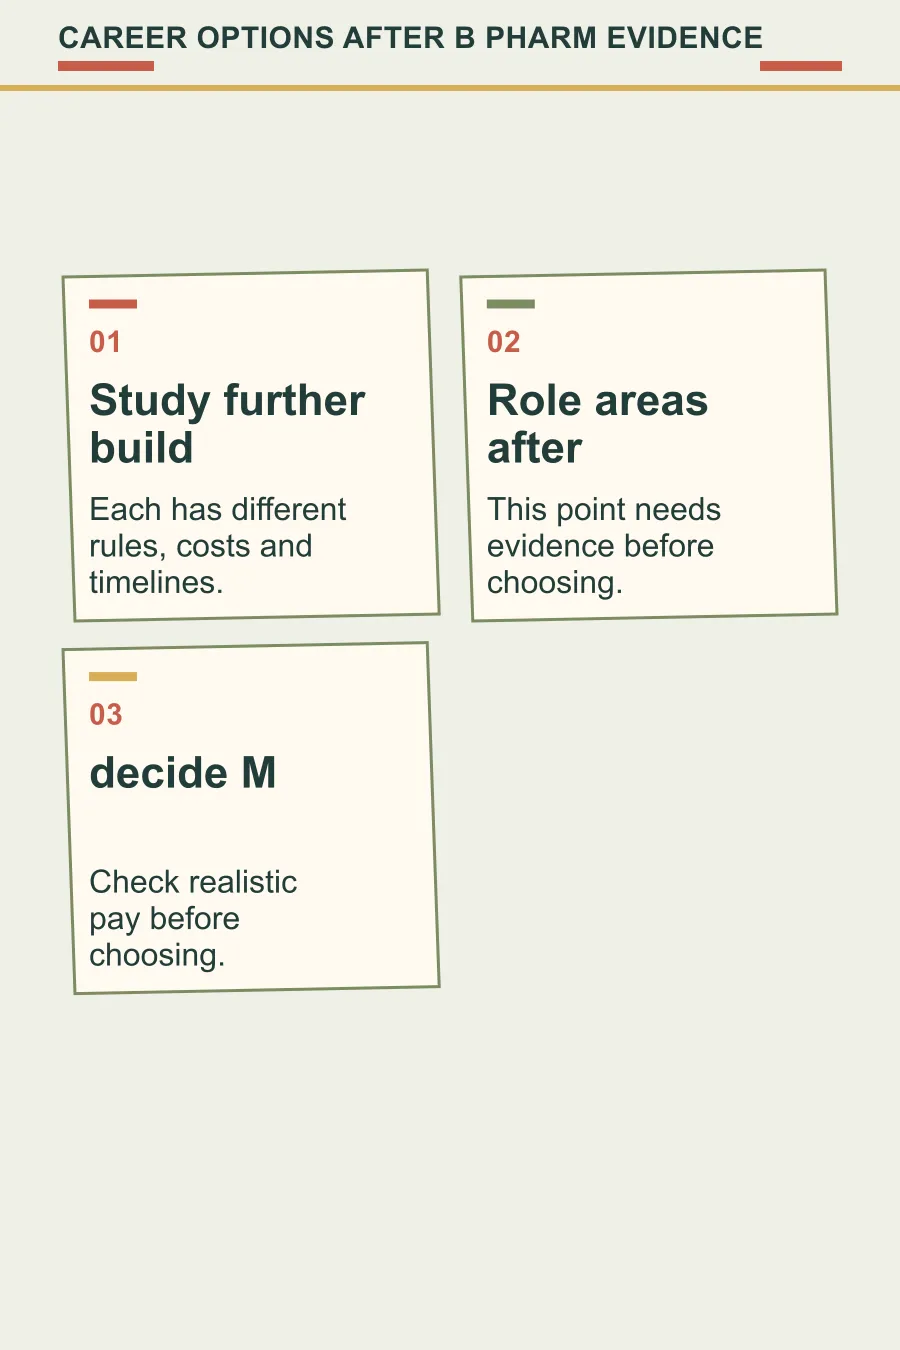 CAREER OPTIONS AFTER B PHARM EVIDENCE
01
Study further
build
Each has different
rules, costs and
timelines.
02
Role areas
after
This point needs
evidence before
choosing.
03
decide M
Check realistic
pay before
choosing.